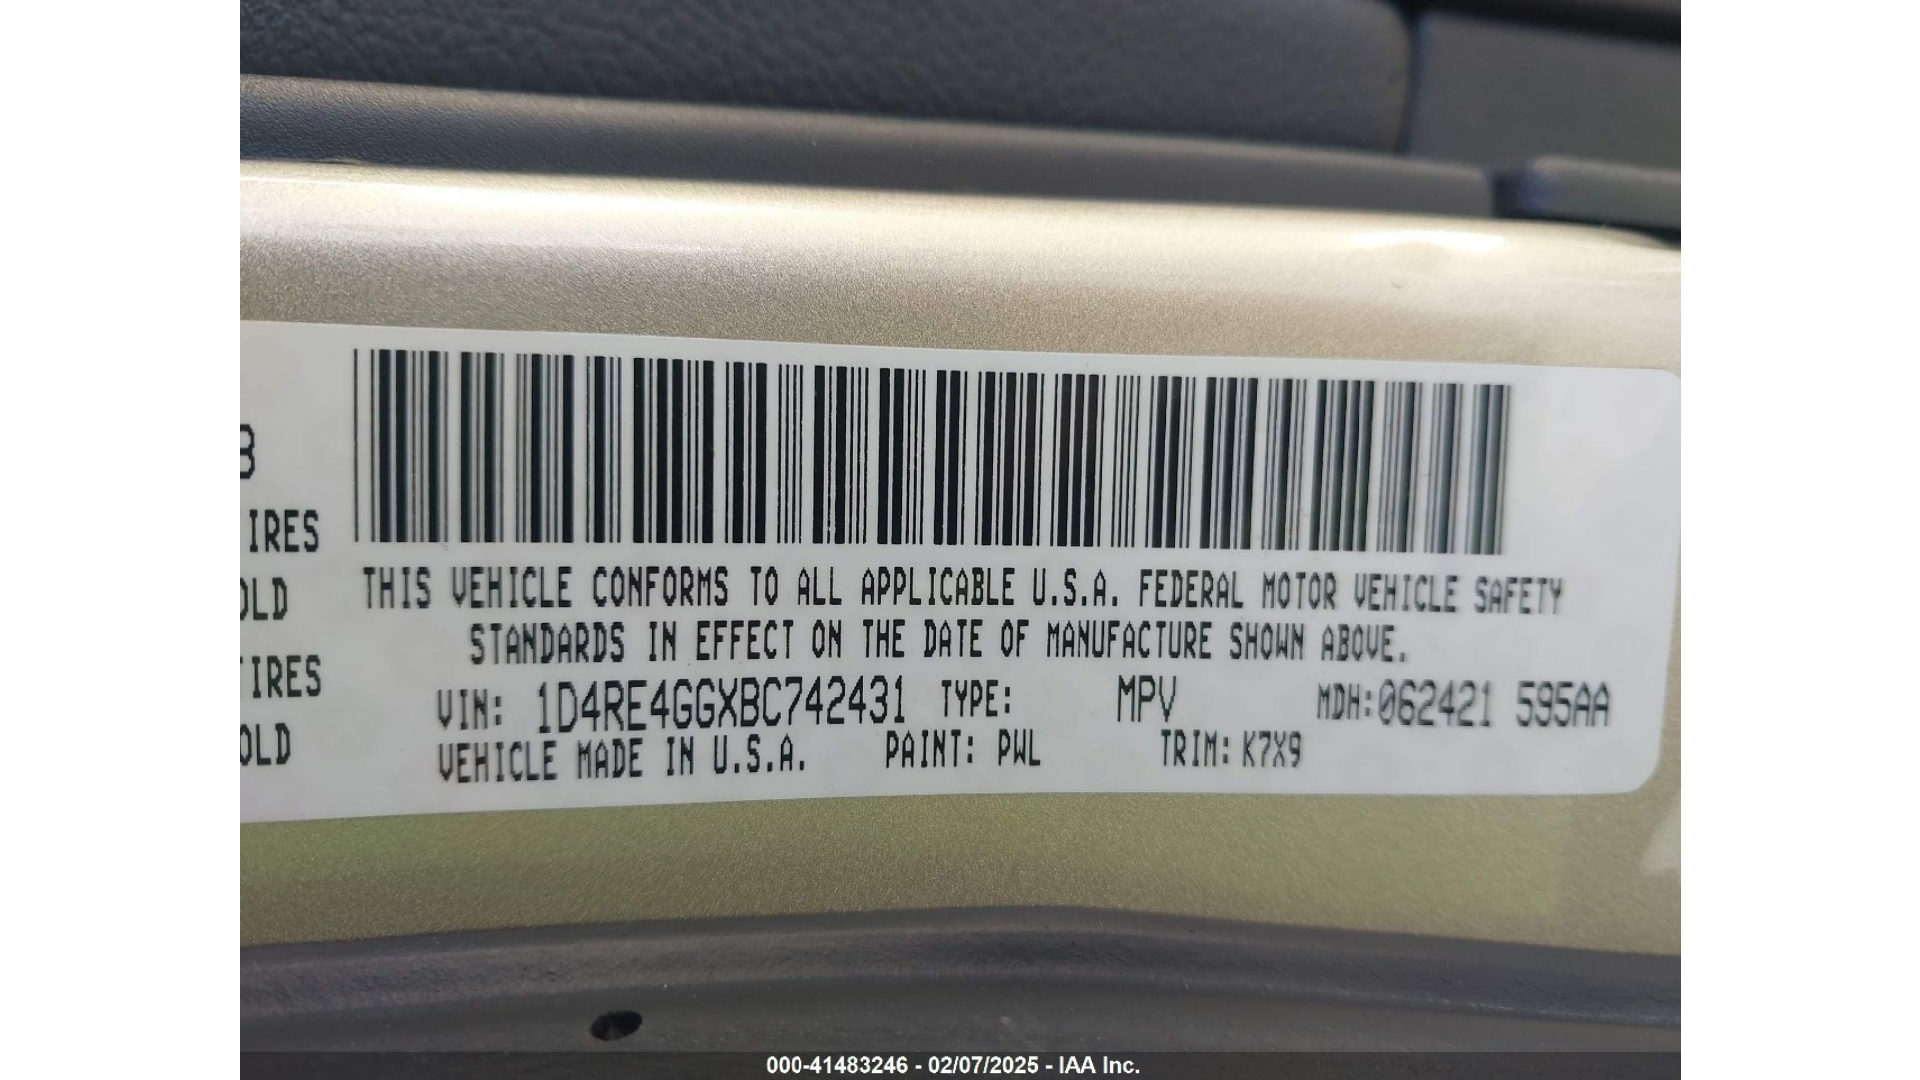 B
IRES
OLD
IRES
OLD
THIS VEHICLE CONFORMS TO ALL APPLICABLE U.S.A. FEDERAL MOTOR VEHICLE SAFETY
STANDARDS IN EFFECT ON THE DATE OF MANUFACTURE SHOWN ABOVE.
VIN: 1D4RE4GGXBC742431 TYPE: MPV MDH:062421 595AA
VEHICLE MADE IN U.S.A. PAINT: PWL TRIM: K7X9
000-41483246 - 02/07/2025 - IAA Inc.